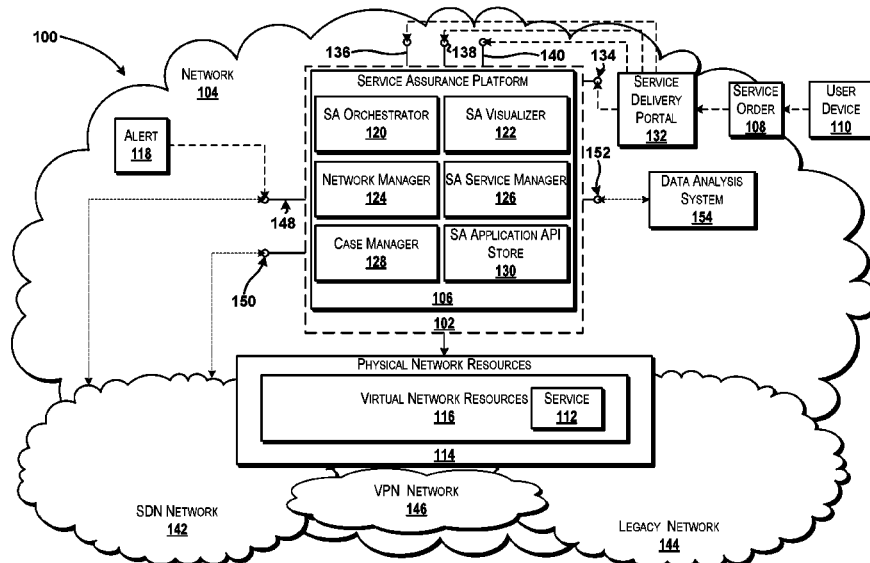 100
NETWORK
104
ALERT
118
136
138
140
134
SERVICE ASSURANCE PLATFORM
SA ORCHESTRATOR
120
SA VISUALIZER
122
NETWORK MANAGER
124
SA SERVICE MANAGER
126
CASE MANAGER
128
SA APPLICATION API
STORE
130
106
102
SERVICE
DELIVERY
PORTAL
132
SERVICE
ORDER
108
USER
DEVICE
110
148
150
152
DATA ANALYSIS
SYSTEM
154
PHYSICAL NETWORK RESOURCES
VIRTUAL NETWORK RESOURCES
116
SERVICE
112
114
SDN NETWORK
142
VPN NETWORK
146
LEGACY NETWORK
144